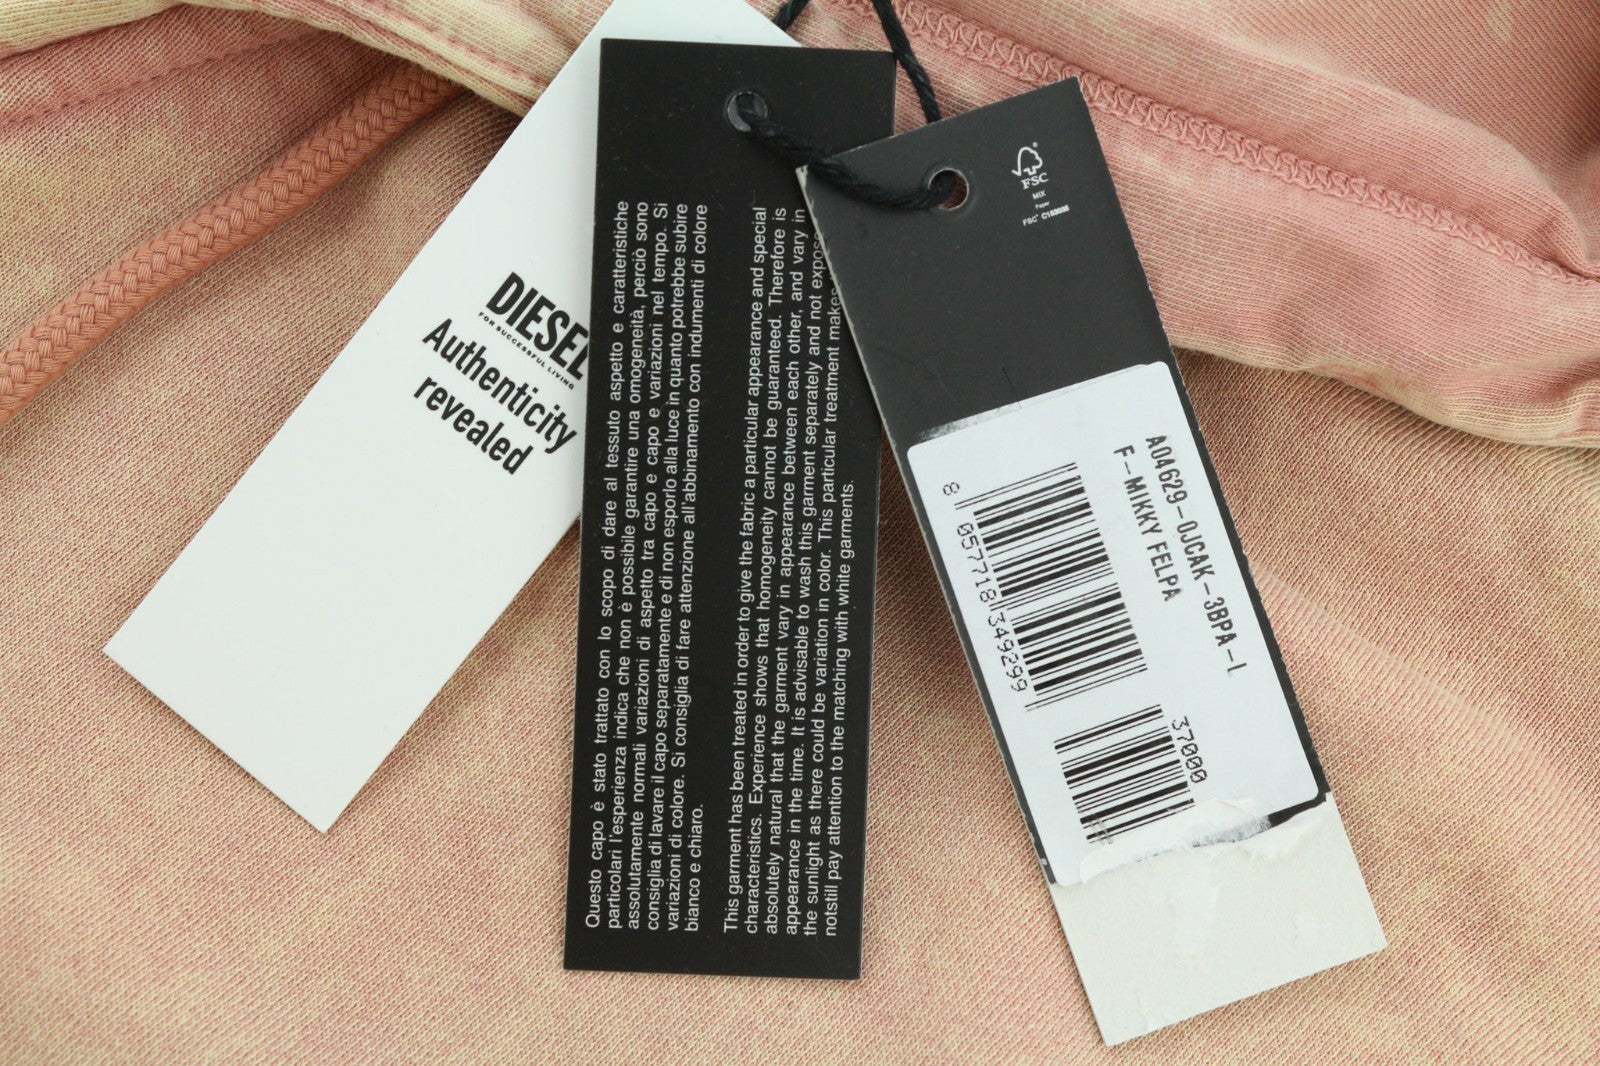 DIESEL
FOR SUCCESSFUL LIVING
Authenticity
revealed
Questo capo è stato trattato con lo scopo di dare al tessuto aspetto e caratteristiche
particolari l'esperienza indica che non è possibile garantire una omogeneità, perciò sono
assolutamente normali variazioni di aspetto tra capo e capo e variazioni nel tempo. Si
consiglia di lavare il capo separatamente e di non esporlo alla luce in quanto potrebbe subire
variazioni di colore. Si consiglia di fare attenzione all'abbinamento con indumenti di colore
bianco e chiaro.
This garment has been treated in order to give the fabric a particular appearance and special
characteristics. Experience shows that homogeneity cannot be guaranteed. Therefore is
absolutely natural that the garment vary in appearance between each other, and vary in
appearance in the time. It is advisable to wash this garment separately and not expose
the sunlight as there could be variation in color. This particular treatment makes
notstill pay attention to the matching with white garments.
FSC
MIX
Paper
FSC® C163055
A04629-0JCAK-3BPA-L
F-MIKKY FELPA
8 057718 349299
37000